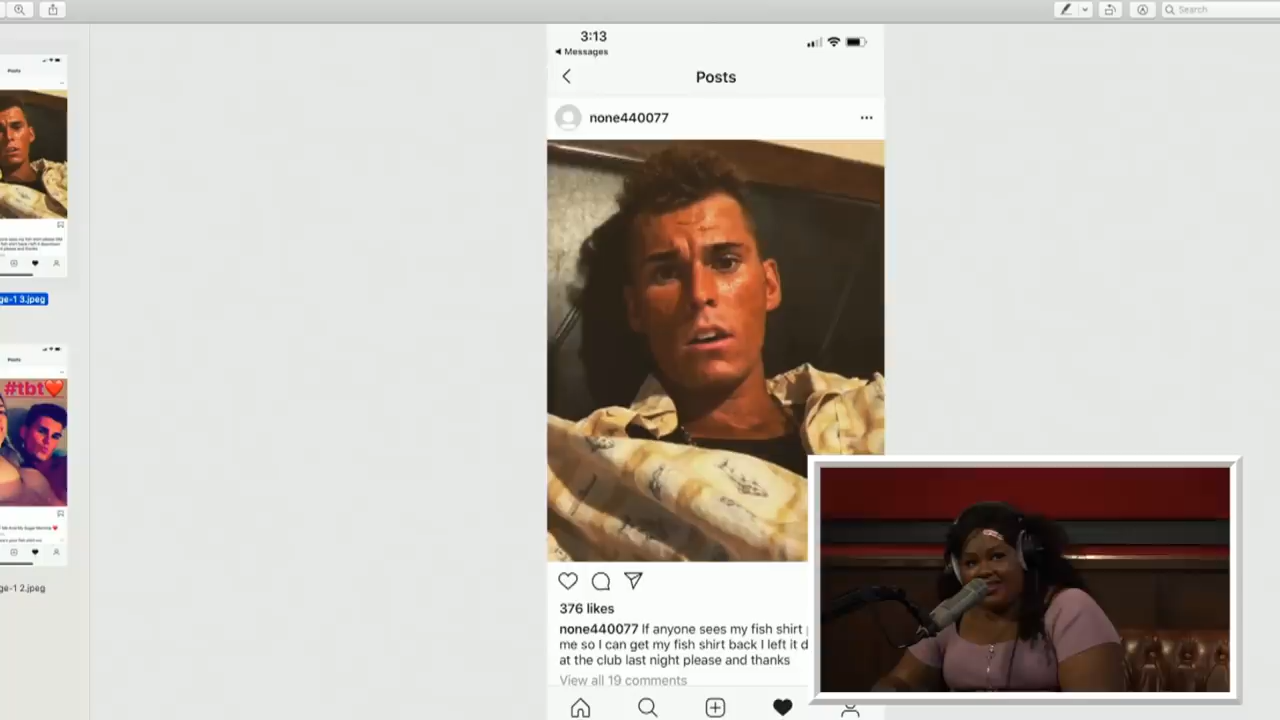 Search
3:13
Messages
Posts
none440077
376 likes
none440077 If anyone sees my fish shirt
me so I can get my fish shirt back I left it d
at the club last night please and thanks
View all 19 comments
Posts
ge-1 3.jpeg
Posts
#tbt❤️
ge-1 2.jpeg